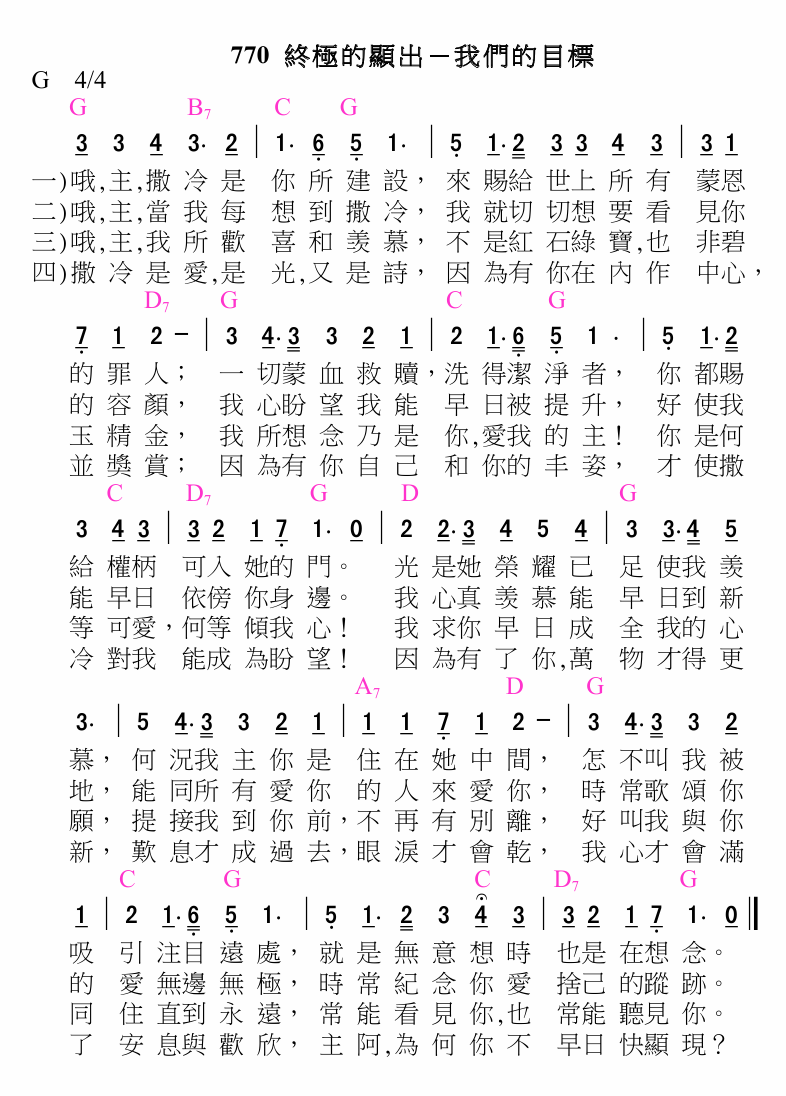 770 終極的顯出－我們的目標
G 4/4
G B7 C G
3 3 4 3· 2 | 1· 6 5 1· | 5 1·2 3 3 4 3 | 3 1
一)哦,主,撒冷是 你所建設，來賜給世上所有 蒙恩
二)哦,主,當我每 想到撒冷，我就切切想要看 見你
三)哦,主,我所歡 喜和羨慕，不是紅石綠寶,也 非碧
四)撒冷是愛,是 光,又是詩，因為有你在內作 中心，
D7 G C G
7 1 2 － | 3 4·3 3 2 1 | 2 1·6 5 1 · | 5 1·2
的罪人； 一切蒙血救贖，洗得潔淨者， 你都賜
的容顏， 我心盼望我能 早日被提升， 好使我
玉精金， 我所想念乃是 你,愛我的主！ 你是何
並獎賞； 因為有你自己 和你的丰姿， 才使撒
C D7 G D G
3 4 3 | 3 2 1 7 1· 0 | 2 2·3 4 5 4 | 3 3·4 5
給權柄 可入她的門。 光是她榮耀已 足使我羨
能早日 依傍你身邊。 我心真羨慕能 早日到新
等可愛，何等傾我心！ 我求你早日成 全我的心
冷對我 能成為盼望！ 因為有了你,萬 物才得更
A7 D G
3· | 5 4·3 3 2 1 | 1 1 7 1 2 － | 3 4·3 3 2
慕，何況我主你是 住在她中間， 怎不叫我被
地，能同所有愛你 的人來愛你， 時常歌頌你
願，提接我到你前，不再有別離， 好叫我與你
新，歎息才成過去，眼淚才會乾， 我心才會滿
C G C D7 G
1 | 2 1·6 5 1· | 5 1· 2 3 4 3 | 3 2 1 7 1· 0
吸 引注目遠處，就是無意想時 也是在想念。
的 愛無邊無極，時常紀念你愛 捨己的蹤跡。
同 住直到永遠，常能看見你,也 常能聽見你。
了 安息與歡欣，主阿,為何你不 早日快顯現？